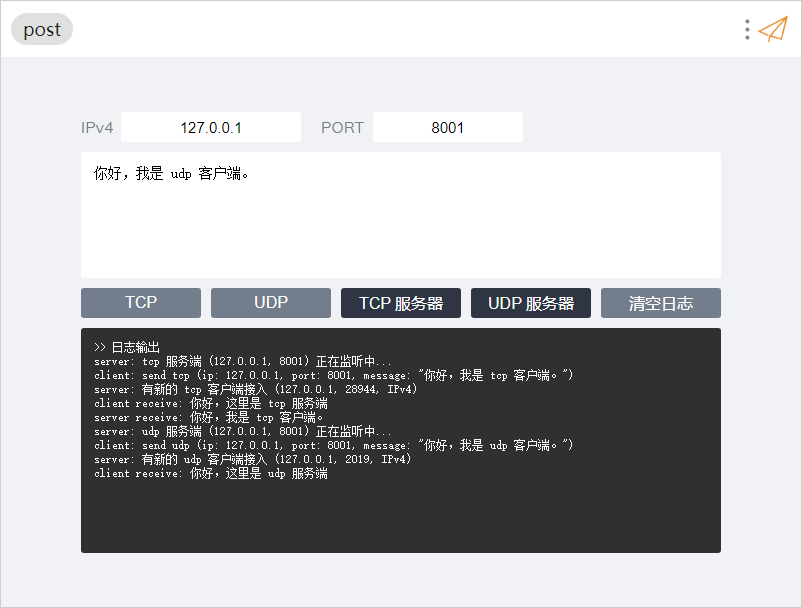 post
IPv4 127.0.0.1 PORT 8001
你好，我是 udp 客户端。
TCP UDP TCP 服务器 UDP 服务器 清空日志
>> 日志输出
server: tcp 服务端 (127.0.0.1, 8001) 正在监听中...
client: send tcp (ip: 127.0.0.1, port: 8001, message: "你好，我是 tcp 客户端。")
server: 有新的 tcp 客户端接入 (127.0.0.1, 28944, IPv4)
client receive: 你好，这里是 tcp 服务端
server receive: 你好，我是 tcp 客户端。
server: udp 服务端 (127.0.0.1, 8001) 正在监听中...
client: send udp (ip: 127.0.0.1, port: 8001, message: "你好，我是 udp 客户端。")
server: 有新的 udp 客户端接入 (127.0.0.1, 2019, IPv4)
client receive: 你好，这里是 udp 服务端